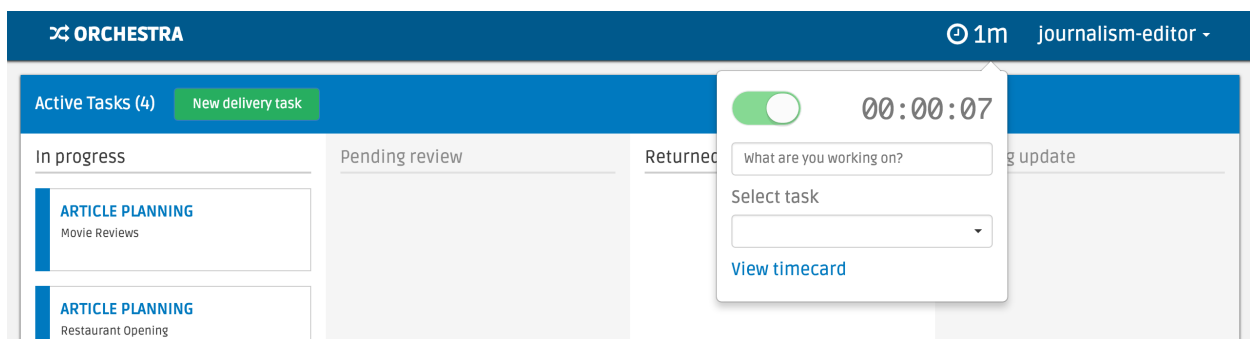 ORCHESTRA
1m
journalism-editor
Active Tasks (4)
New delivery task
00:00:07
In progress
Pending review
Returned
g update
What are you working on?
Select task
View timecard
ARTICLE PLANNING
Movie Reviews
ARTICLE PLANNING
Restaurant Opening